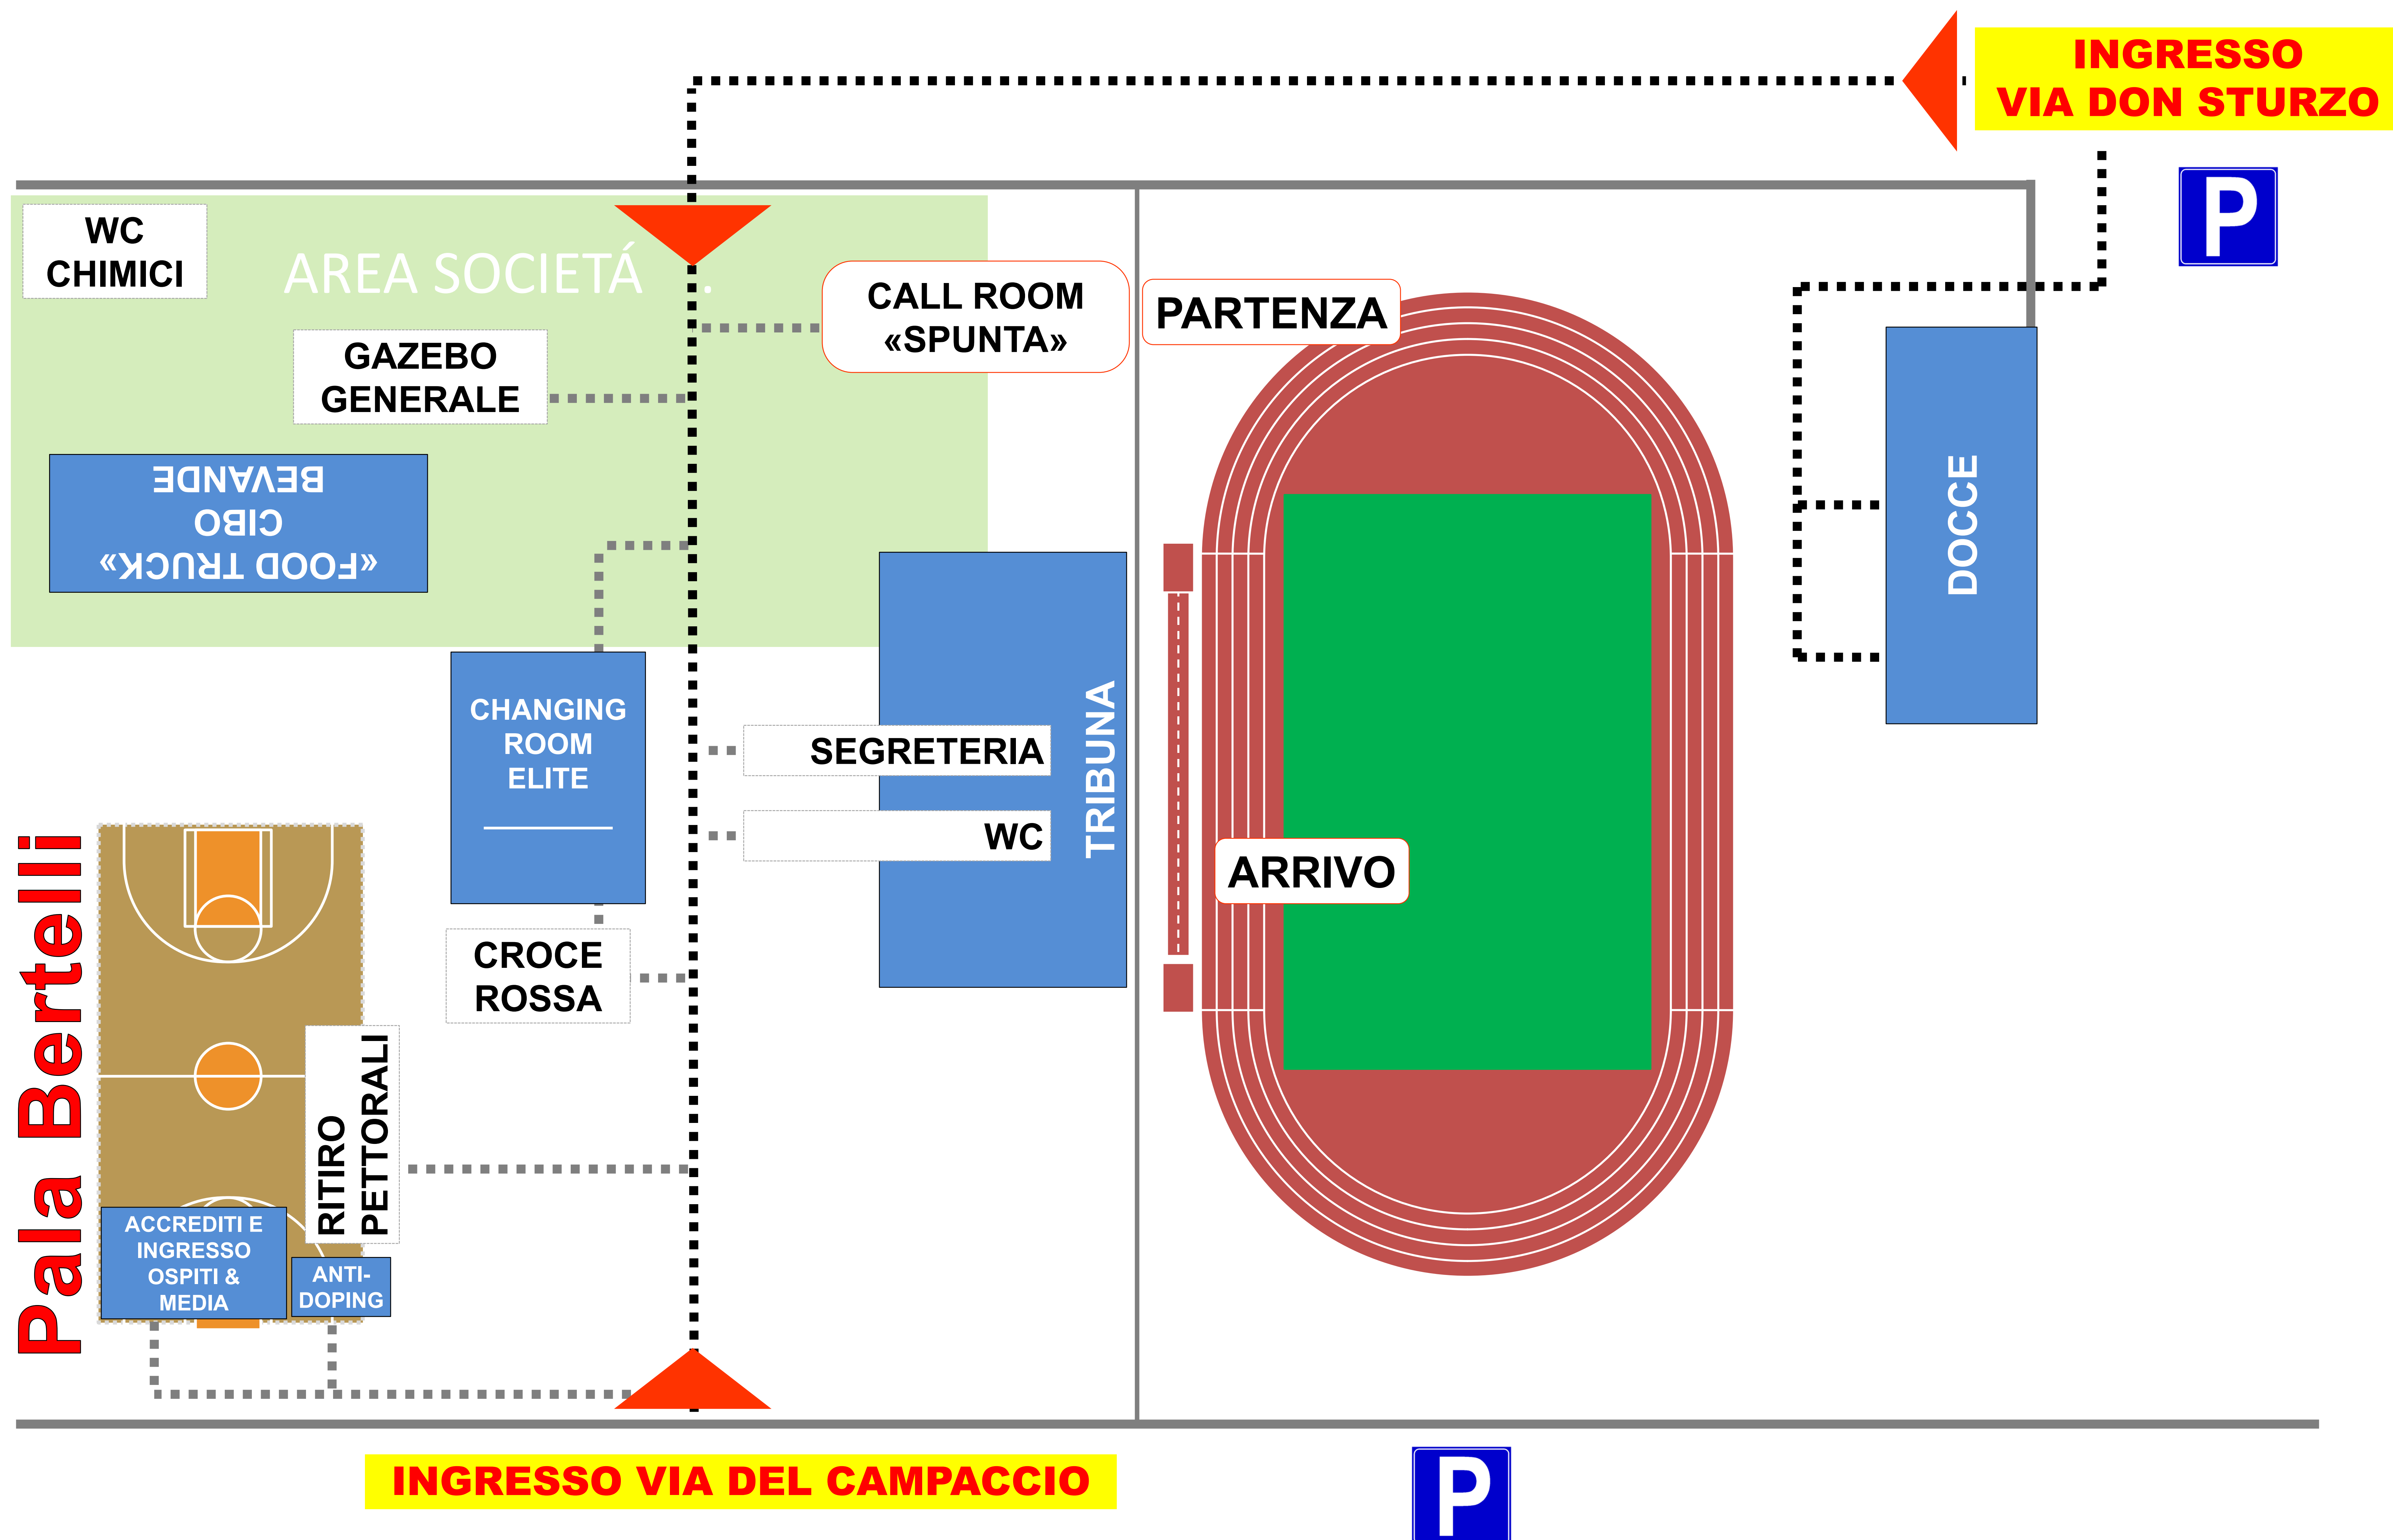 INGRESSO
VIA DON STURZO
P
WC
CHIMICI
AREA SOCIETÁ .
CALL ROOM
«SPUNTA»
PARTENZA
GAZEBO
GENERALE
«FOOD TRUCK»
CIBO
BEVANDE
DOCCE
CHANGING
ROOM
ELITE
SEGRETERIA
WC
TRIBUNA
ARRIVO
CROCE
ROSSA
Pala Bertelli
RITIRO
PETTORALI
ACCREDITI E
INGRESSO
OSPITI &
MEDIA
ANTI-
DOPING
INGRESSO VIA DEL CAMPACCIO
P